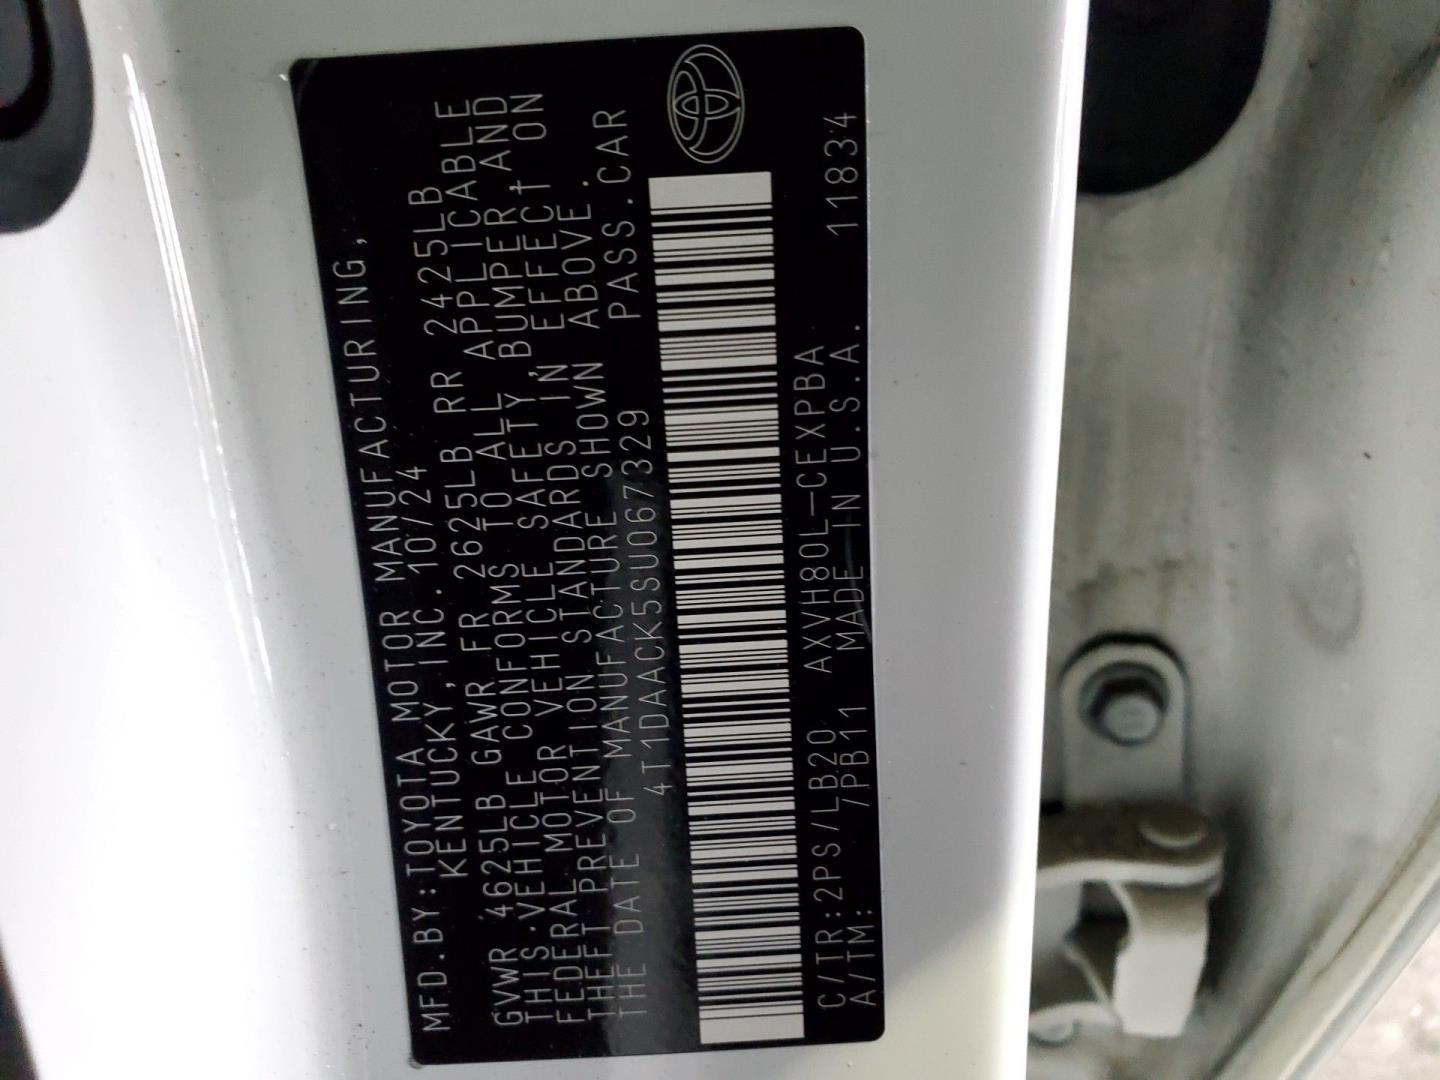 MFD.BY:TOYOTA MOTOR MANUFACTURING,
KENTUCKY, INC. 10/24
GVWR 4625LB GAWR FR 2625LB RR 2425LB
THIS VEHICLE CONFORMS TO ALL APPLICABLE
FEDERAL MOTOR VEHICLE SAFETY, BUMPER, AND
THEFT PREVENTION STANDARDS IN EFFECT ON
THE DATE OF MANUFACTURE SHOWN ABOVE.
4T1DAACK5SU067329 PASS.CAR
C/TR:2PS/LB20 AXVH80L-CEXPBA
A/TM: /PB11 MADE IN U.S.A. 11834